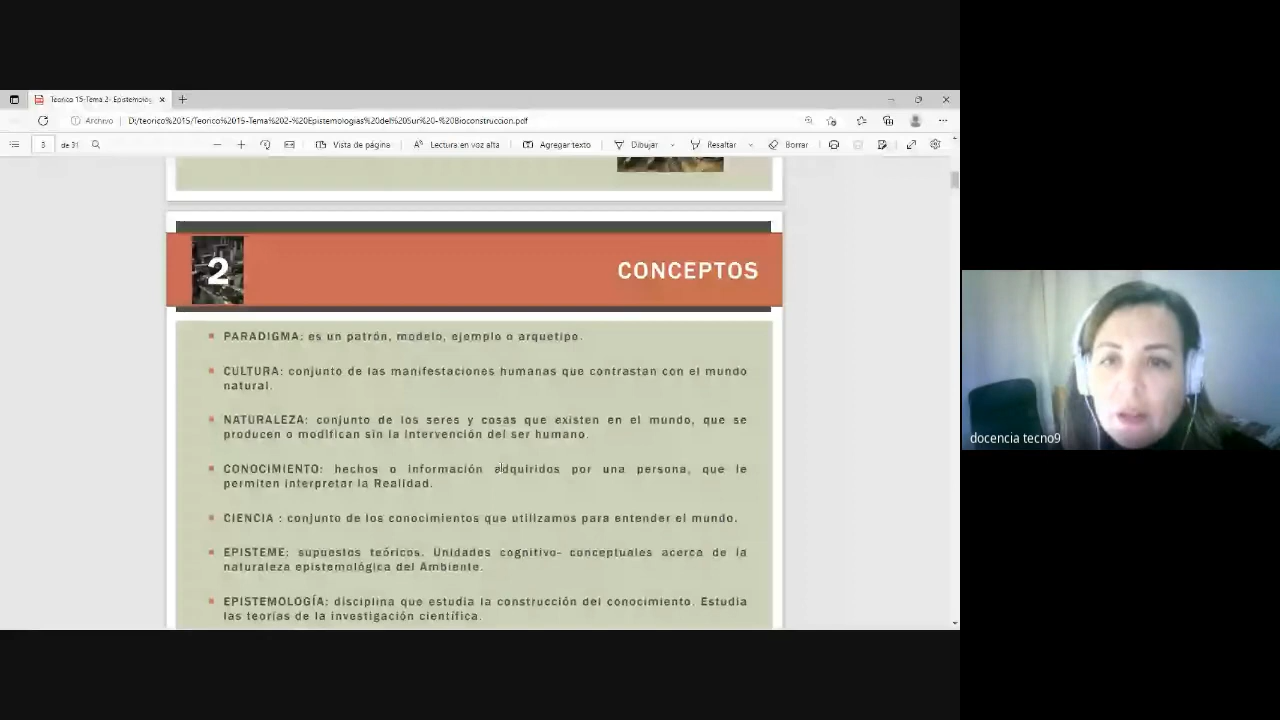 Teorico 15-Tema 2- Epistemolog
Archivo
D:/teorico%2015/Teorico%2015-Tema%202-%20Epistemologias%20del%20Sur%20-%20Bioconstruccion.pdf
3 de 31
Vista de página
Lectura en voz alta
Agregar texto
Dibujar
Resaltar
Borrar
2
CONCEPTOS
PARADIGMA: es un patrón, modelo, ejemplo o arquetipo.
CULTURA: conjunto de las manifestaciones humanas que contrastan con el mundo
natural.
NATURALEZA: conjunto de los seres y cosas que existen en el mundo, que se
producen o modifican sin la intervención del ser humano.
CONOCIMIENTO: hechos o información adquiridos por una persona, que le
permiten interpretar la Realidad.
CIENCIA : conjunto de los conocimientos que utilizamos para entender el mundo.
EPISTEME: supuestos teóricos. Unidades cognitivo- conceptuales acerca de la
naturaleza epistemológica del Ambiente.
EPISTEMOLOGÍA: disciplina que estudia la construcción del conocimiento. Estudia
las teorías de la investigación científica.
docencia tecno9